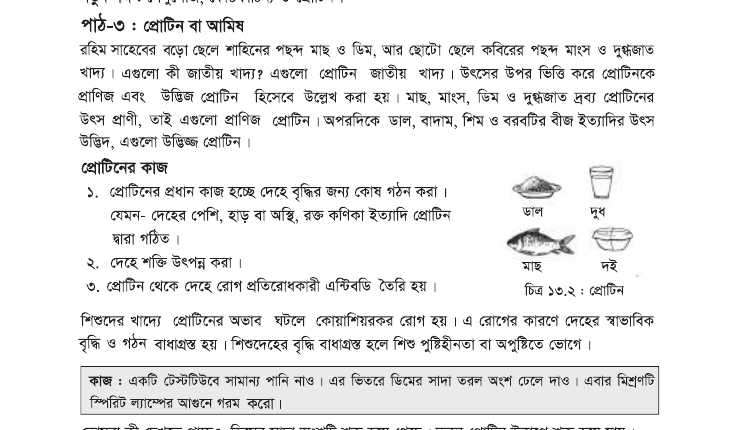 পাঠ-৩ : প্রোটিন বা আমিষ
রহিম সাহেবের বড়ো ছেলে শাহিনের পছন্দ মাছ ও ডিম, আর ছোটো ছেলে কবিরের পছন্দ মাংস ও দুগ্ধজাত
খাদ্য। এগুলো কী জাতীয় খাদ্য? এগুলো প্রোটিন জাতীয় খাদ্য। উৎসের উপর ভিত্তি করে প্রোটিনকে
প্রাণিজ এবং উদ্ভিজ প্রোটিন হিসেবে উল্লেখ করা হয়। মাছ, মাংস, ডিম ও দুগ্ধজাত দ্রব্য প্রোটিনের
উৎস প্রাণী, তাই এগুলো প্রাণিজ প্রোটিন। অপরদিকে ডাল, বাদাম, শিম ও বরবটির বীজ ইত্যাদির উৎস
উদ্ভিদ, এগুলো উদ্ভিজ্জ প্রোটিন।
প্রোটিনের কাজ
১. প্রোটিনের প্রধান কাজ হচ্ছে দেহে বৃদ্ধির জন্য কোষ গঠন করা।
যেমন- দেহের পেশি, হাড় বা অস্থি, রক্ত কণিকা ইত্যাদি প্রোটিন
দ্বারা গঠিত।
২. দেহে শক্তি উৎপন্ন করা।
৩. প্রোটিন থেকে দেহে রোগ প্রতিরোধকারী এন্টিবডি তৈরি হয়।
ডাল দুধ
মাছ দই
চিত্র ১৩.২ : প্রোটিন
শিশুদের খাদ্যে প্রোটিনের অভাব ঘটলে কোয়াশিয়রকর রোগ হয়। এ রোগের কারণে দেহের স্বাভাবিক
বৃদ্ধি ও গঠন বাধাগ্রস্ত হয়। শিশুদেহের বৃদ্ধি বাধাগ্রস্ত হলে শিশু পুষ্টিহীনতা বা অপুষ্টিতে ভোগে।
কাজ : একটি টেস্টটিউবে সামান্য পানি নাও। এর ভিতরে ডিমের সাদা তরল অংশ ঢেলে দাও। এবার মিশ্রণটি
স্পিরিট ল্যাম্পের আগুনে গরম করো।